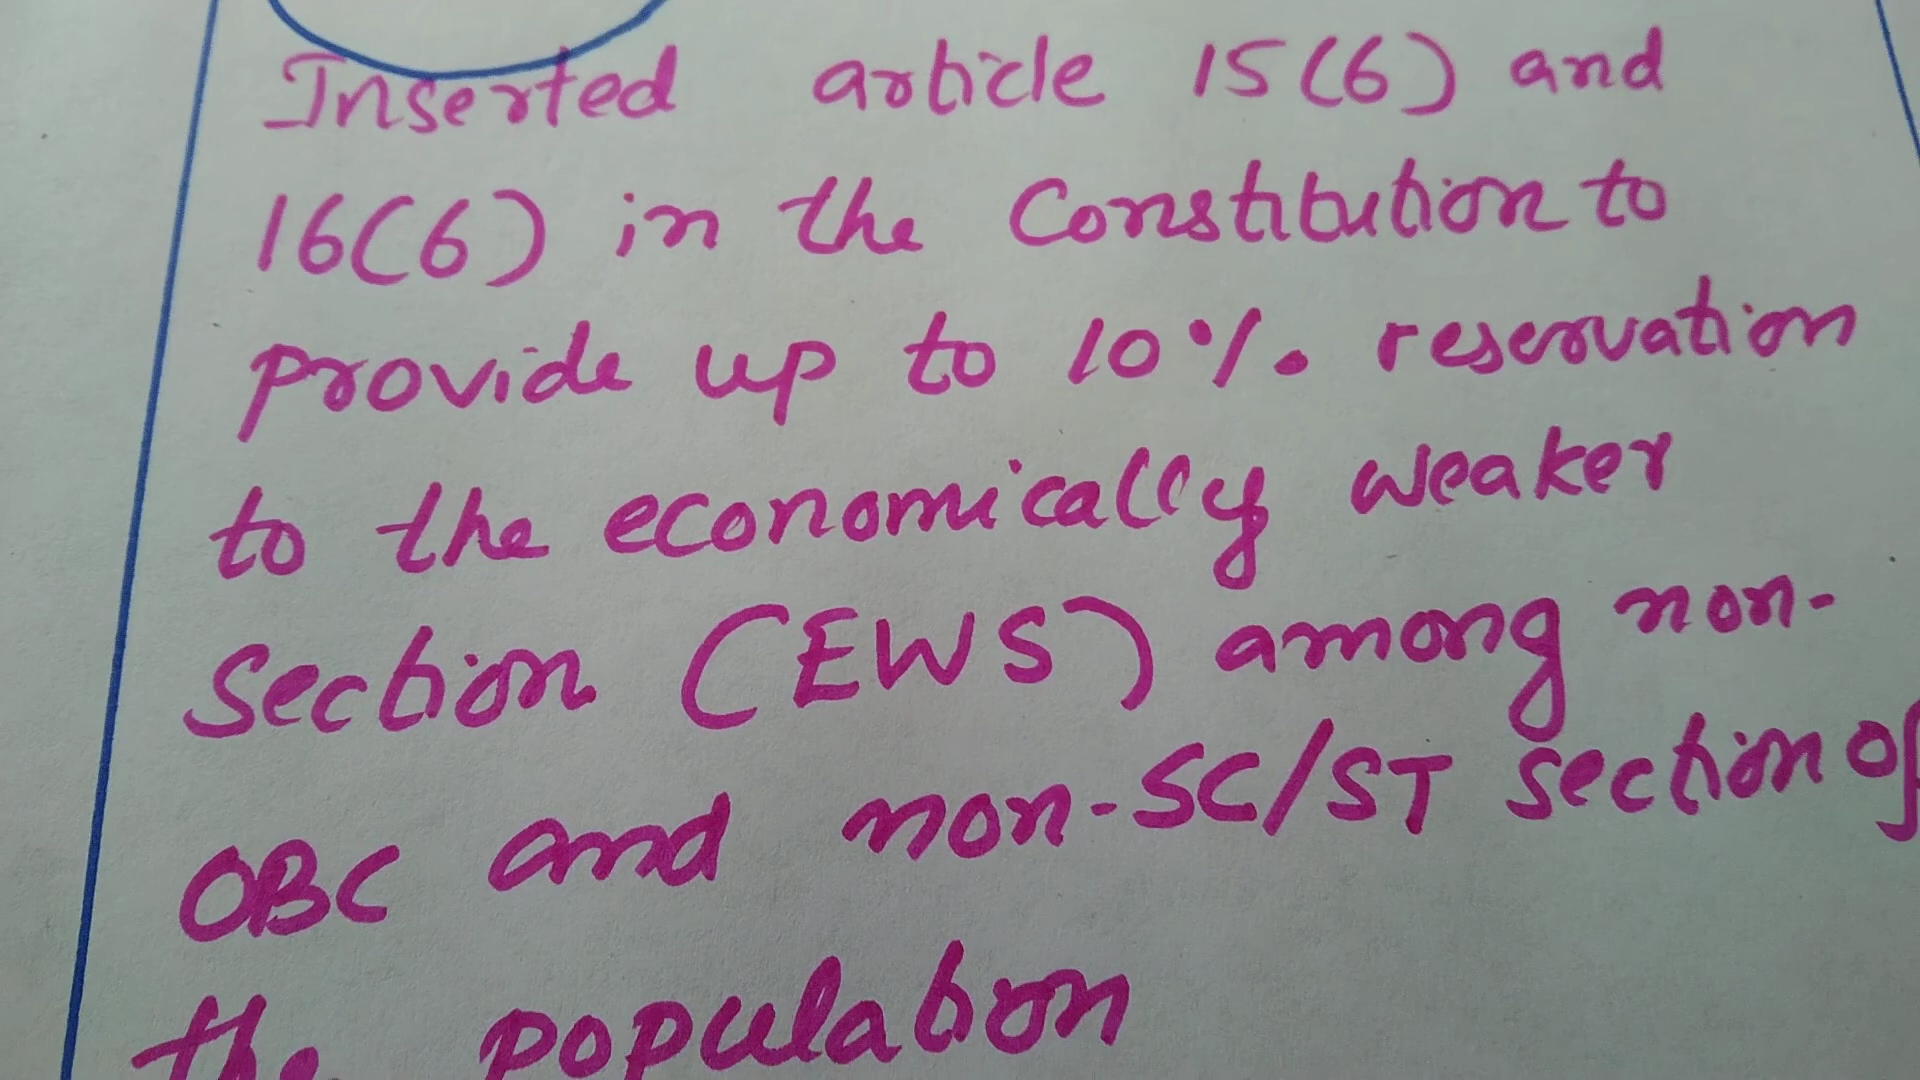 Inserted article 15(6) and
16(6) in the Constitution to
provide up to 10% reservation
to the economically weaker
Section (EWS) among non-
OBC and non-SC/ST section of
the population